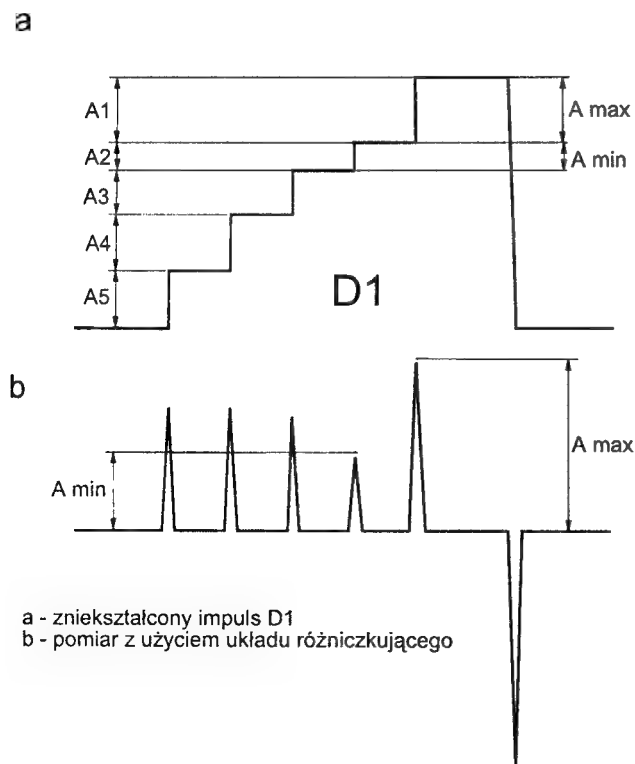 a
A1
A max
A2
A min
A3
A4
A5
D1
b
A max
A min
a - zniekształcony impuls D1
b - pomiar z użyciem układu różniczkującego